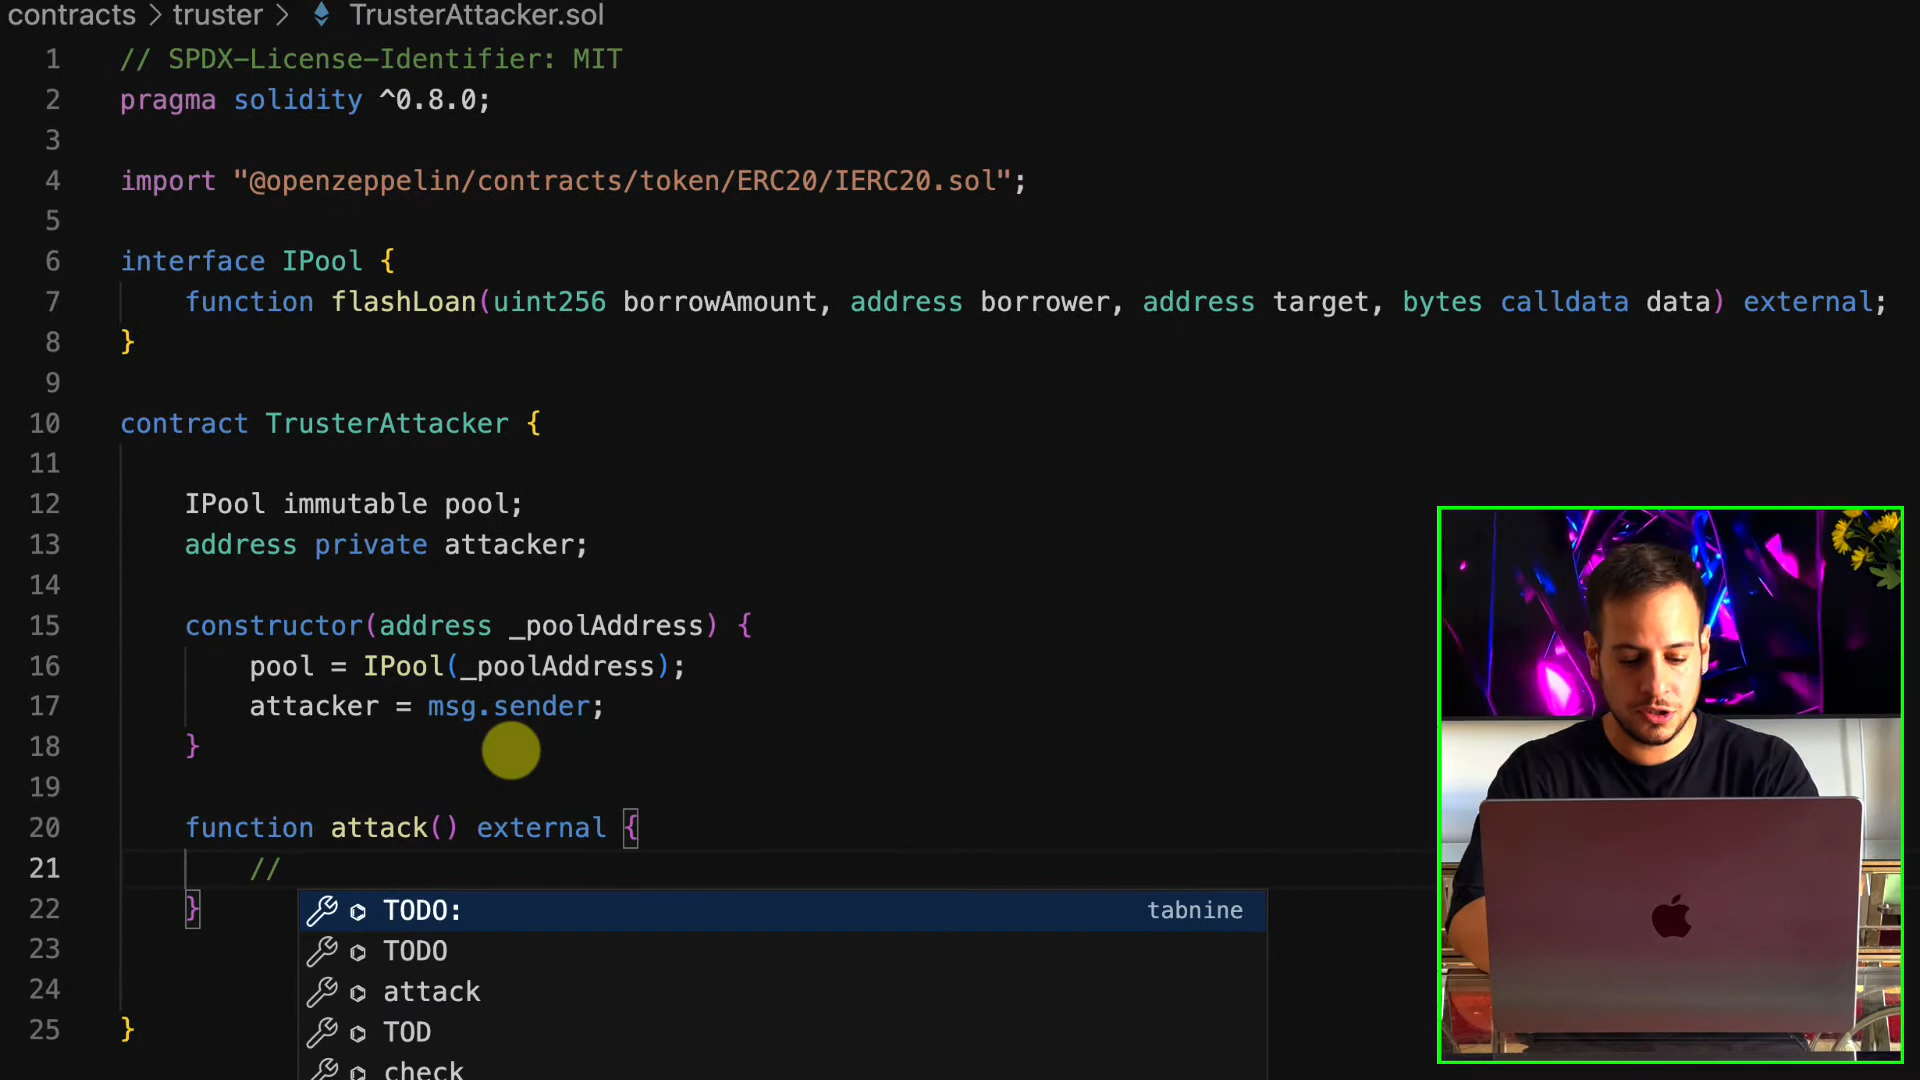 contracts > truster > TrusterAttacker.sol
1 // SPDX-License-Identifier: MIT
2 pragma solidity ^0.8.0;
3
4 import "@openzeppelin/contracts/token/ERC20/IERC20.sol";
5
6 interface IPool {
7 function flashLoan(uint256 borrowAmount, address borrower, address target, bytes calldata data) external;
8 }
9
10 contract TrusterAttacker {
11
12 IPool immutable pool;
13 address private attacker;
14
15 constructor(address _poolAddress) {
16 pool = IPool(_poolAddress);
17 attacker = msg.sender;
18 }
19
20 function attack() external {
21 //
22 }
TODO: tabnine
23
TODO
24
attack
25 }
TOD
check